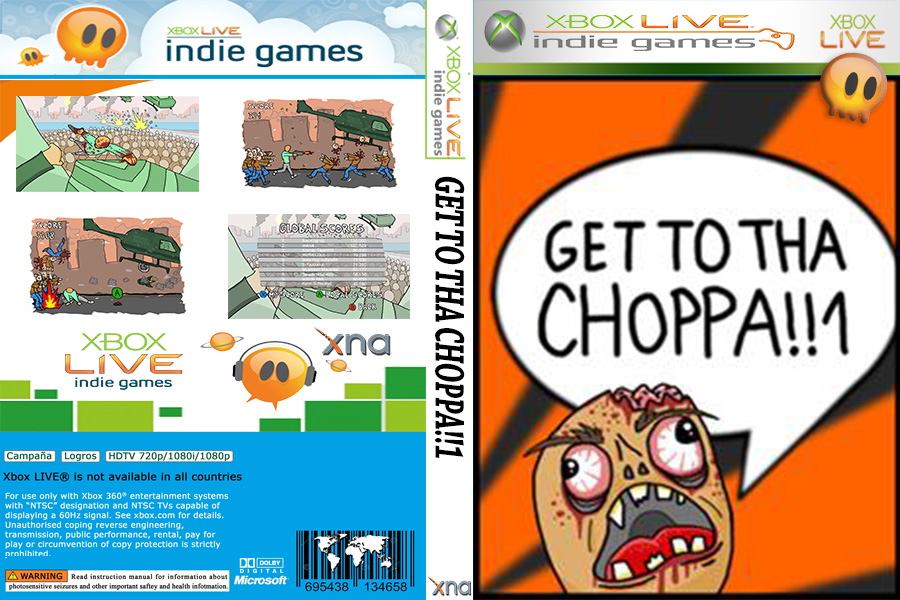 XBOX LIVE
indie games
SCORE
GLOBAL SCORES
BACK
XBOX
LIVE
indie games
xna
Campaña Logros HDTV 720p/1080i/1080p
Xbox LIVE® is not available in all countries
For use only with Xbox 360® entertainment systems
with "NTSC" designation and NTSC TVs capable of
displaying a 60Hz signal. See xbox.com for details.
Unauthorised coping reverse engineering,
transmission, public performance, rental, pay for
play or circumvention of copy protection is strictly
prohibited.
WARNING Read instruction manual for information about
photosensitive seizures and other important saftey and health infotmation.
DOLBY
DIGITAL
Microsoft
695438 134658
XBOX LIVE
indie games
GET TO THA CHOPPA!!1
xna
XBOX LIVE
indie games
XBOX
LIVE
GET TO THA
CHOPPA!!1